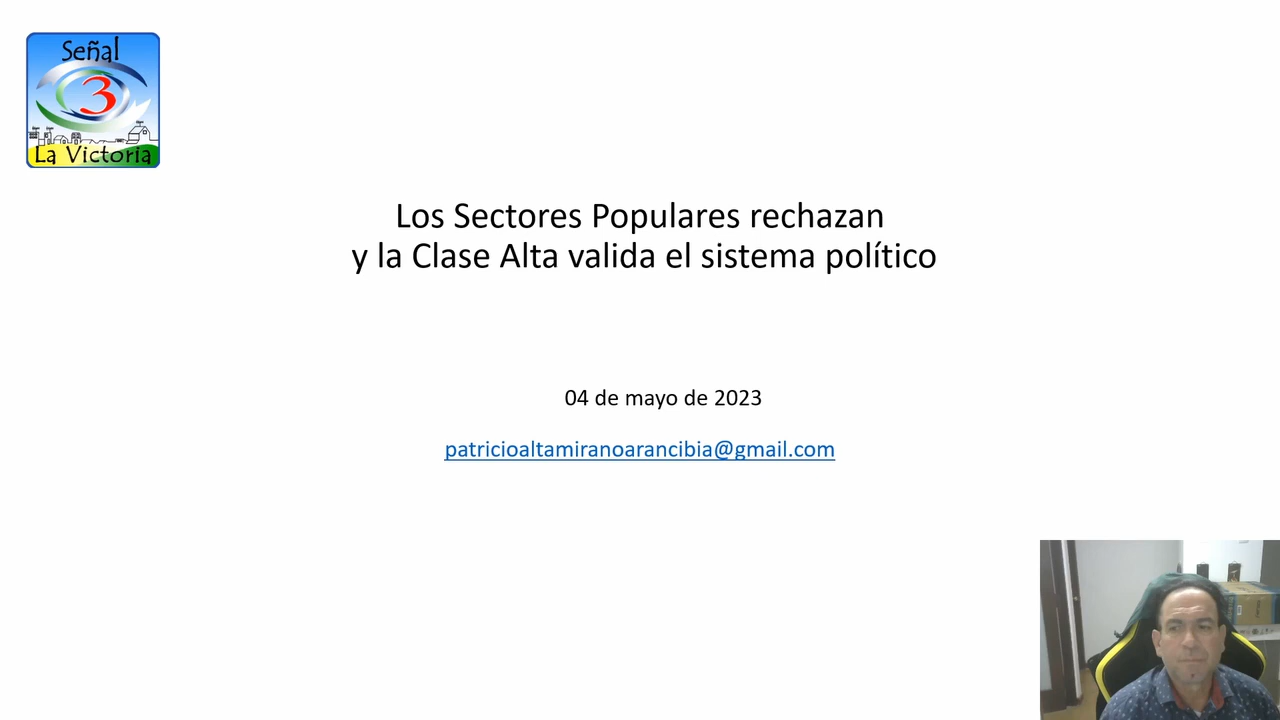 Señal
3
La Victoria
Los Sectores Populares rechazan
y la Clase Alta valida el sistema político
04 de mayo de 2023
patricioaltamiranoarancibia@gmail.com